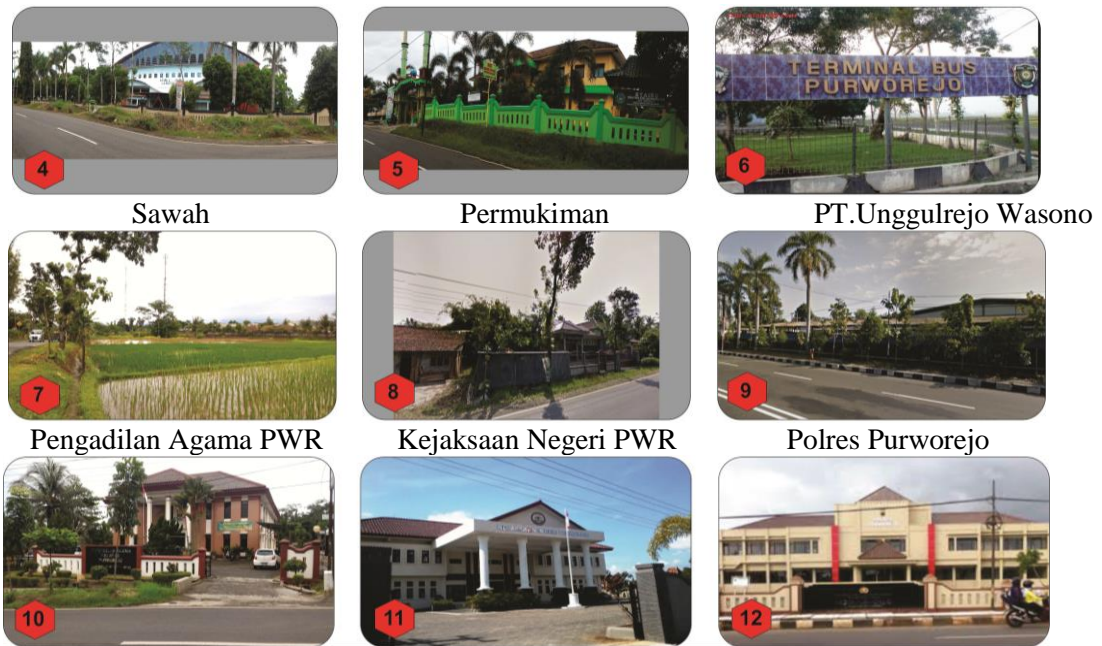 TERMINAL BUS
PURWOREJO
4
5
6
Sawah
Permukiman
PT.Unggulrejo Wasono
7
8
9
Pengadilan Agama PWR
Kejaksaan Negeri PWR
Polres Purworejo
10
11
12